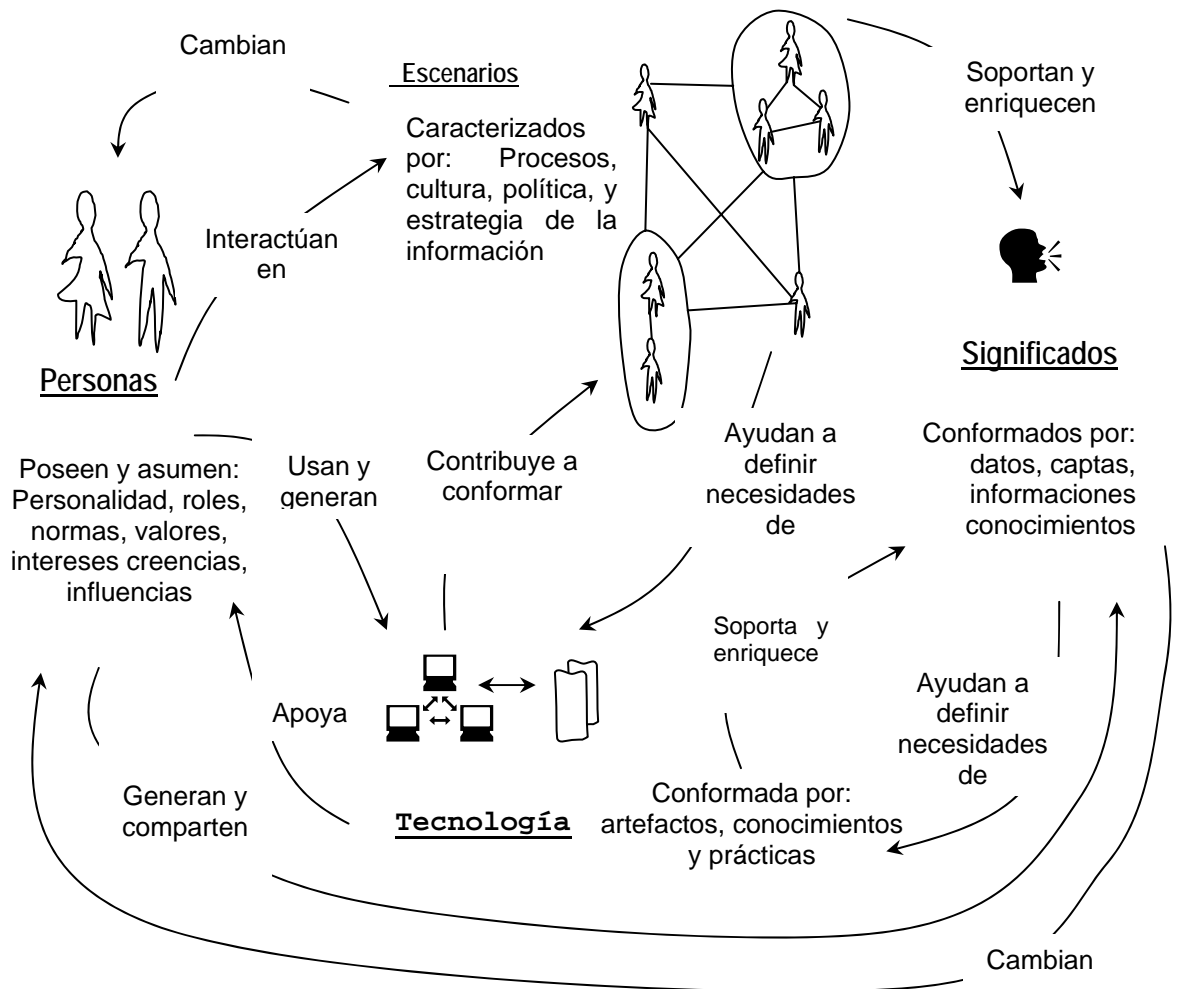 Cambian
Escenarios
Caracterizados
por: Procesos,
cultura, política, y
estrategia de la
información
Soportan y
enriquecen
Interactúan
en
Personas
Significados
Poseen y asumen:
Personalidad, roles,
normas, valores,
intereses creencias,
influencias
Usan y
generan
Contribuye a
conformar
Ayudan a
definir
necesidades
de
Conformados por:
datos, captas,
informaciones
conocimientos
Soporta y
enriquece
Ayudan a
definir
necesidades
de
Apoya
Generan y
comparten
Tecnología
Conformada por:
artefactos, conocimientos
y prácticas
Cambian